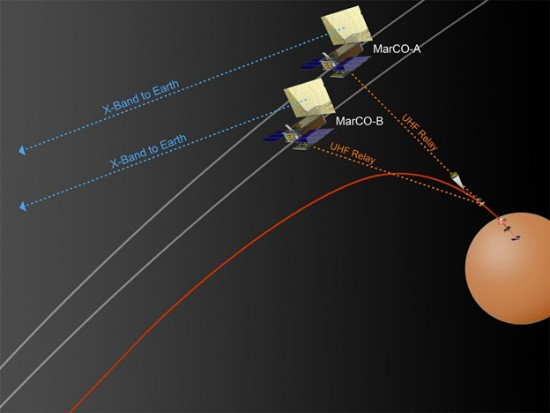 MarCO-A
X-Band to Earth
MarCO-B
UHF Relay
X-Band to Earth
UHF Relay